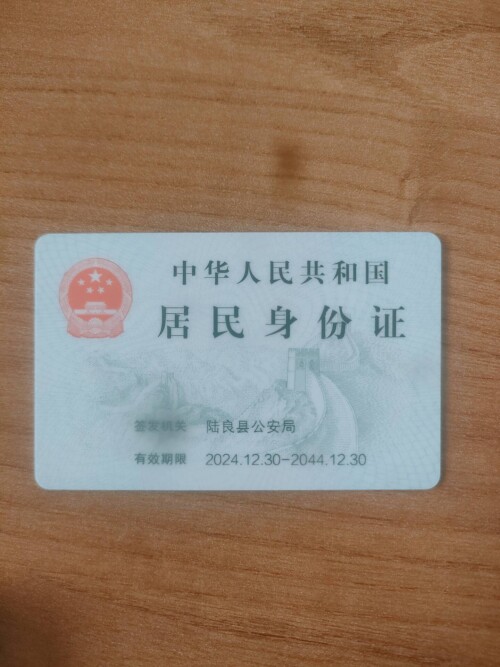 中华人民共和国
居民身份证
签发机关 陆良县公安局
有效期限 2024.12.30-2044.12.30